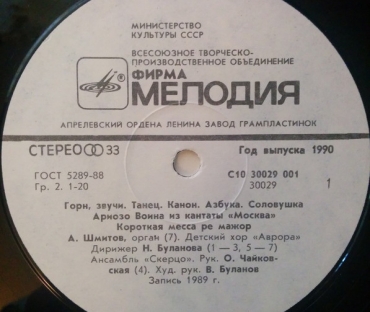 МИНИСТЕРСТВО
КУЛЬТУРЫ СССР
ВСЕСОЮЗНОЕ ТВОРЧЕСКО-
ПРОИЗВОДСТВЕННОЕ ОБЪЕДИНЕНИЕ
ФИРМА
МЕЛОДИЯ
АПРЕЛЕВСКИЙ ОРДЕНА ЛЕНИНА ЗАВОД ГРАМПЛАСТИНОК
СТЕРЕО 33
Год выпуска 1990
ГОСТ 5289-88
С10 30029 001
Гр. 2. 1-20
30029
1
Горн, звучи. Танец. Канон. Азбука. Соловушка
Ариозо Воина из кантаты «Москва»
Короткая месса ре мажор
А. Шмитов, орган (7). Детский хор «Аврора»
Дирижер Н. Буланова (1 — 3, 5 — 7)
Ансамбль «Скерцо». Рук. О. Чайков-
ская (4). Худ. рук. В. Буланов
Запись 1989 г.